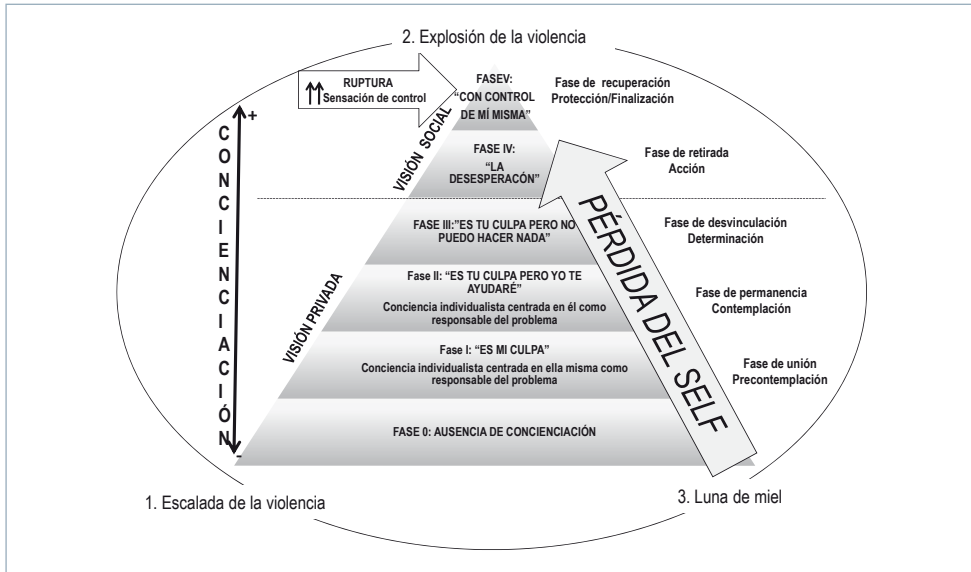 2. Explosión de la violencia
RUPTURA
Sensación de control
FASEV:
“CON CONTROL
DE MÍ MISMA”
Fase de recuperación
Protección/Finalización
+
CONCIENCIACIÓN
-
VISIÓN SOCIAL
FASE IV:
“LA
DESESPERACÓN”
Fase de retirada
Acción
PÉRDIDA DEL SELF
FASE III:”ES TU CULPA PERO NO
PUEDO HACER NADA”
Fase de desvinculación
Determinación
VISIÓN PRIVADA
Fase II: “ES TU CULPA PERO YO TE
AYUDARÉ”
Conciencia individualista centrada en él como
responsable del problema
Fase de permanencia
Contemplación
Fase I: “ES MI CULPA”
Conciencia individualista centrada en ella misma como
responsable del problema
Fase de unión
Precontemplación
FASE 0: AUSENCIA DE CONCIENCIACIÓN
1. Escalada de la violencia
3. Luna de miel